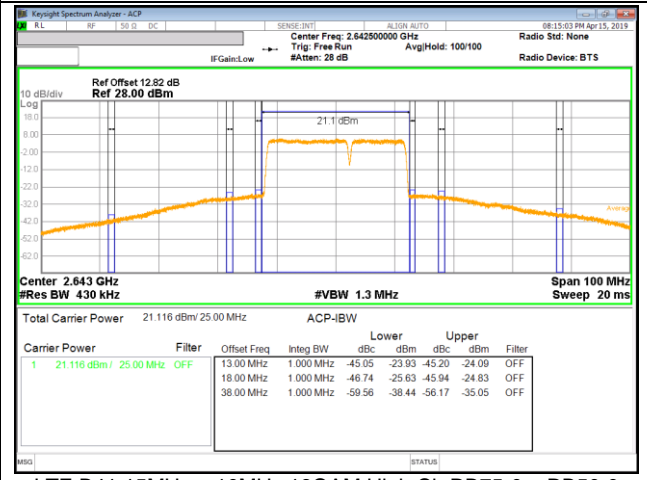 Keysight Spectrum Analyzer - ACP
RL RF 50 Ω DC SENSE:INT ALIGN AUTO 08:15:03 PM Apr 15, 2019
Center Freq: 2.642500000 GHz Radio Std: None
Trig: Free Run Avg|Hold: 100/100
IFGain:Low #Atten: 28 dB Radio Device: BTS
Ref Offset 12.82 dB
10 dB/div Ref 28.00 dBm
Log
18.0
21.1 dBm
8.00
-2.00
-12.0
-22.0
-32.0
Average
-42.0
-52.0
-62.0
Center 2.643 GHz Span 100 MHz
#Res BW 430 kHz #VBW 1.3 MHz Sweep 20 ms
Total Carrier Power 21.116 dBm/ 25.00 MHz ACP-IBW
Lower Upper
Carrier Power Filter Offset Freq Integ BW dBc dBm dBc dBm Filter
1 21.116 dBm / 25.00 MHz OFF 13.00 MHz 1.000 MHz -45.05 -23.93 -45.20 -24.09 OFF
18.00 MHz 1.000 MHz -46.74 -25.63 -45.94 -24.83 OFF
38.00 MHz 1.000 MHz -59.56 -38.44 -56.17 -35.05 OFF
MSG STATUS